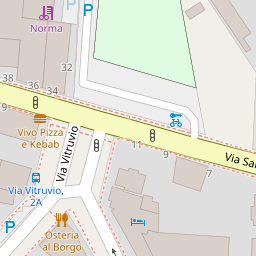 P
Norma
P
38
36
32
9
Vivo Pizza
e Kebab
Via Vitruvio
11
9
7
Via Sa
Via Vitruvio,
2A
P
Osteria
al Borgo